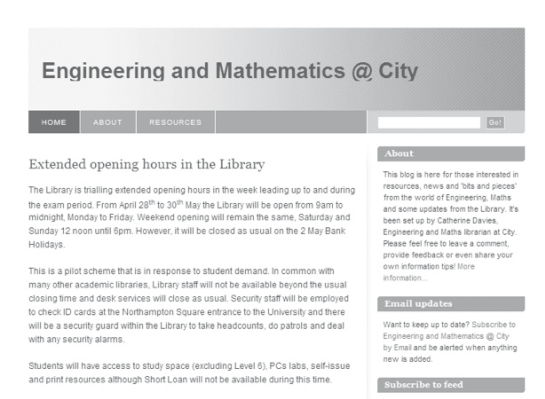 Engineering and Mathematics @ City
HOME ABOUT RESOURCES Go!
Extended opening hours in the Library
The Library is trialling extended opening hours in the week leading up to and during
the exam period. From April 28th to 30th May the Library will be open from 9am to
midnight, Monday to Friday. Weekend opening will remain the same, Saturday and
Sunday 12 noon until 6pm. However, it will be closed as usual on the 2 May Bank
Holidays.
This is a pilot scheme that is in response to student demand. In common with
many other academic libraries, Library staff will not be available beyond the usual
closing time and desk services will close as usual. Security staff will be employed
to check ID cards at the Northampton Square entrance to the University and there
will be a security guard within the Library to take headcounts, do patrols and deal
with any security alarms.
Students will have access to study space (excluding Level 6), PCs labs, self-issue
and print resources although Short Loan will not be available during this time.
About
This blog is here for those interested in
resources, news and 'bits and pieces'
from the world of Engineering, Maths
and some updates from the Library. It's
been set up by Catherine Davies,
Engineering and Maths librarian at City.
Please feel free to leave a comment,
provide feedback or even share your
own information tips! More
information...
Email updates
Want to keep up to date? Subscribe to
Engineering and Mathematics @ City
by Email and be alerted when anything
new is added.
Subscribe to feed